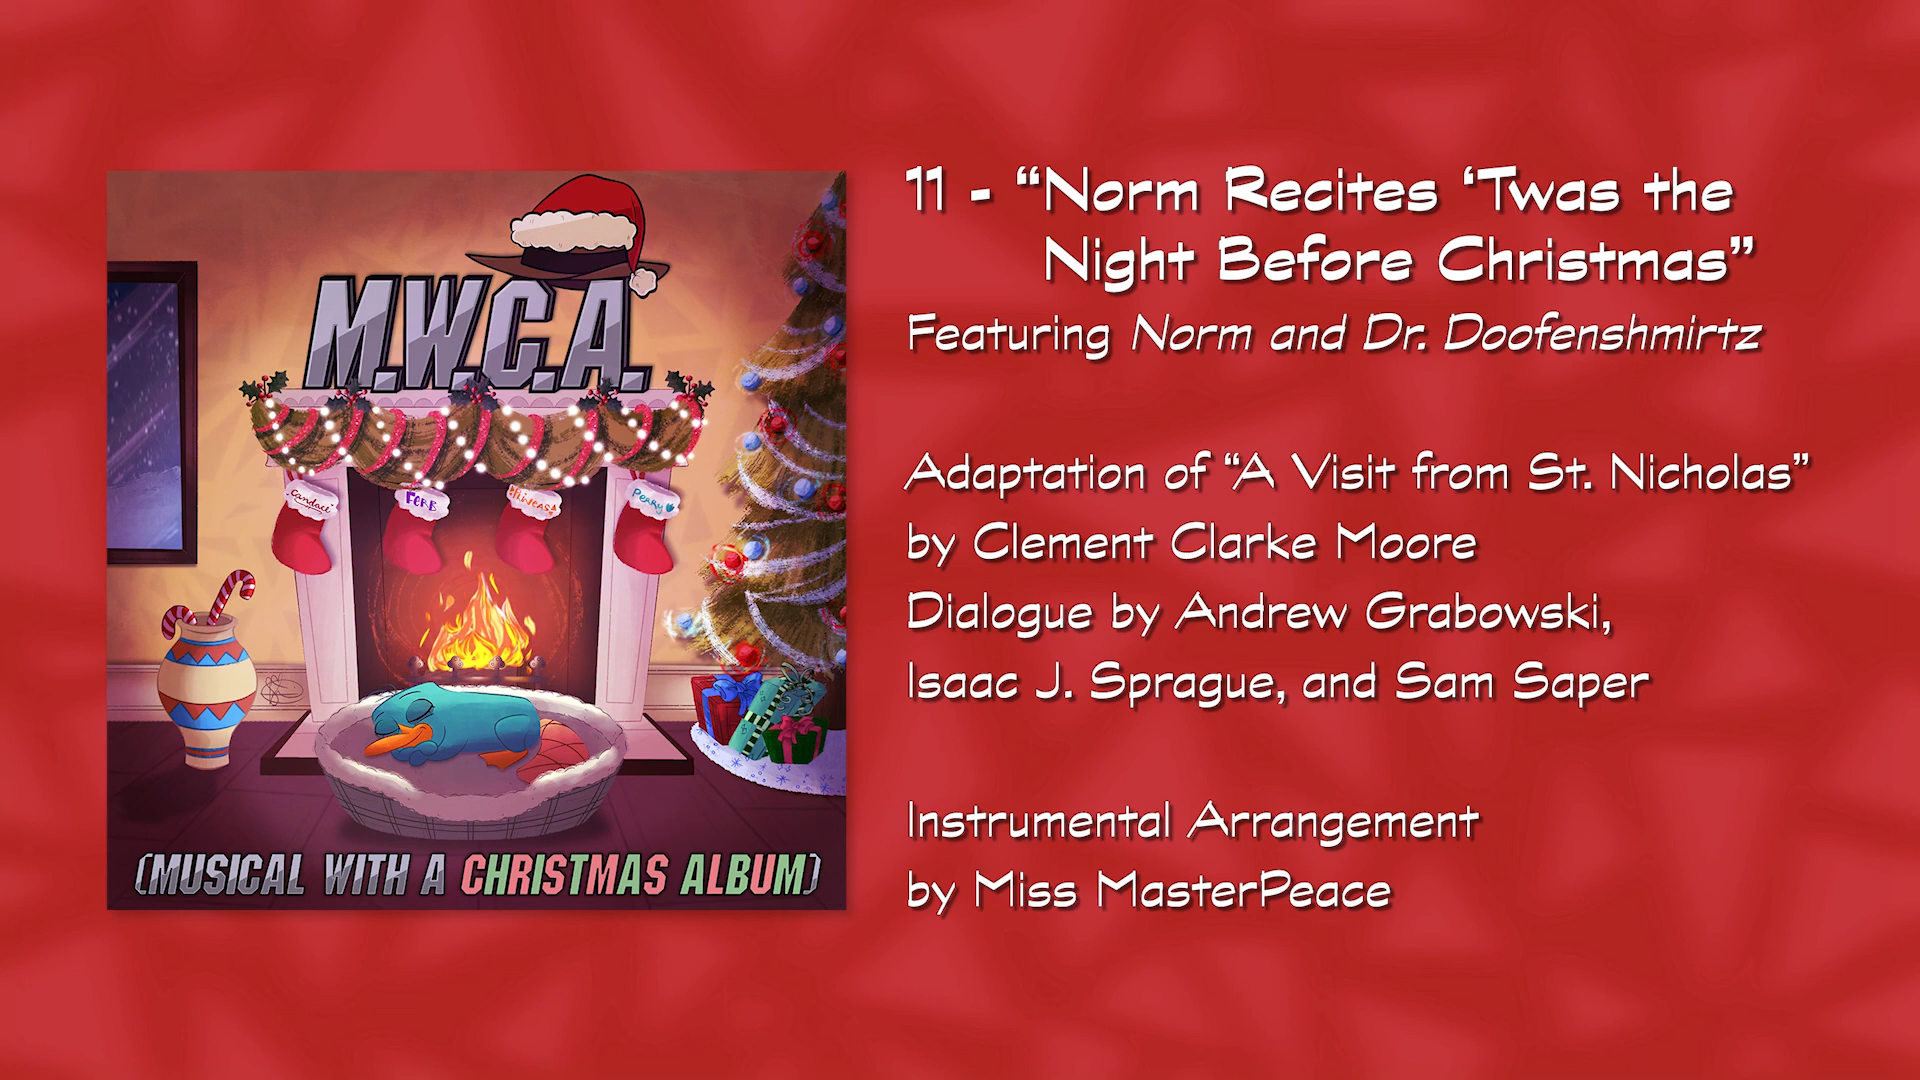 M.W.C.A.
Candace
FERB
Phineas
Perry
(MUSICAL WITH A CHRISTMAS ALBUM)
11 - “Norm Recites ‘Twas the
Night Before Christmas”
Featuring Norm and Dr. Doofenshmirtz
Adaptation of “A Visit from St. Nicholas”
by Clement Clarke Moore
Dialogue by Andrew Grabowski,
Isaac J. Sprague, and Sam Saper
Instrumental Arrangement
by Miss MasterPeace